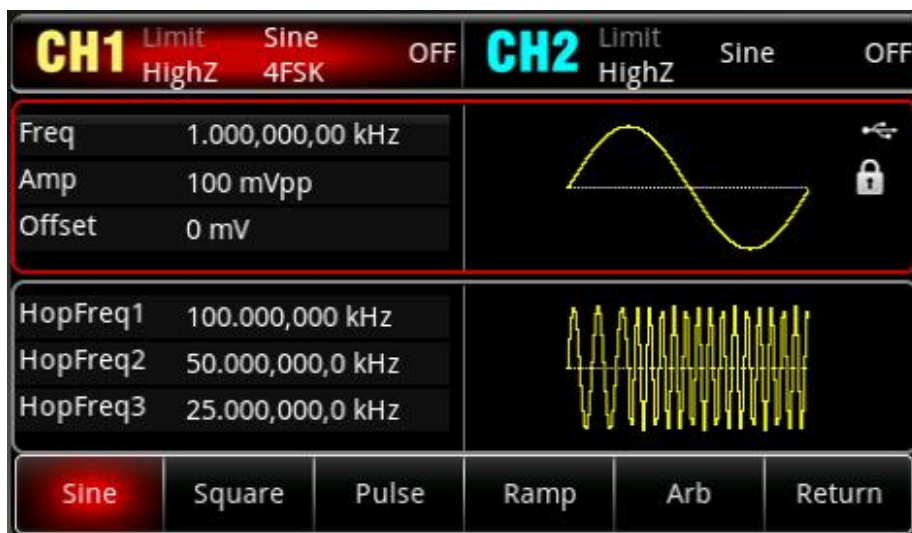 CH1 Limit Sine OFF CH2 Limit Sine OFF
HighZ 4FSK HighZ
Freq 1.000,000,00 kHz
Amp 100 mVpp
Offset 0 mV
HopFreq1 100.000,000 kHz
HopFreq2 50.000,000,0 kHz
HopFreq3 25.000,000,0 kHz
Sine Square Pulse Ramp Arb Return